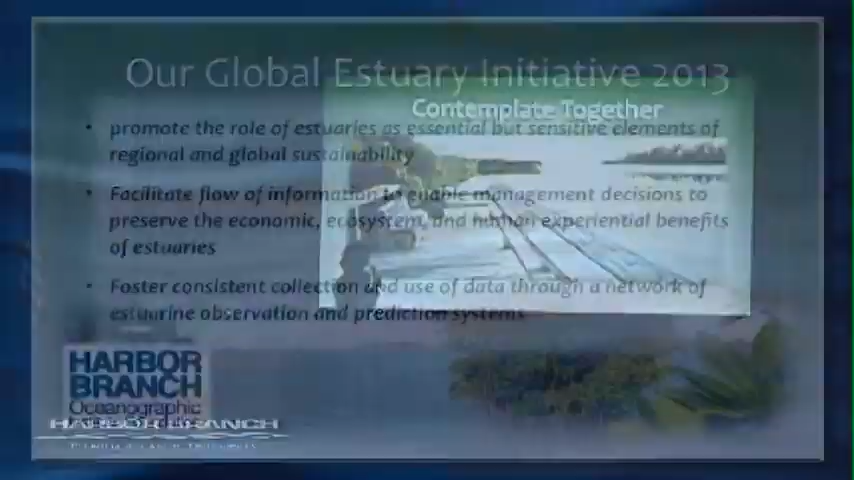 Our Global Estuary Initiative 2013
Contemplate Together
• promote the role of estuaries as essential but sensitive elements of
regional and global sustainability
• Facilitate flow of information to enable management decisions to
preserve the economic, ecosystem, and human experiential benefits
of estuaries
• Foster consistent collection and use of data through a network of
estuarine observation and prediction systems
HARBOR
BRANCH
Oceanographic
HARBOR BRANCH